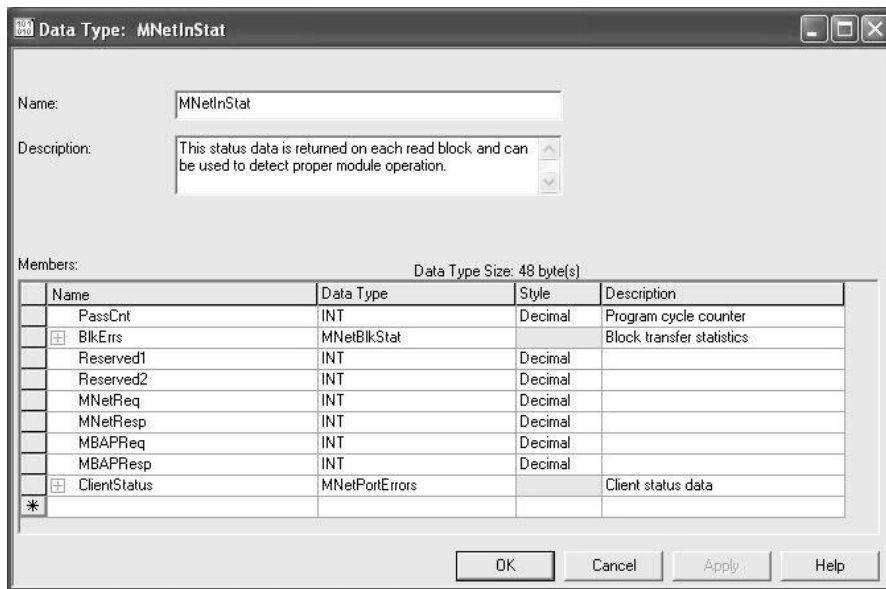 Data Type: MNetInStat
Name: MNetInStat
Description: This status data is returned on each read block and can
be used to detect proper module operation.
Members: Data Type Size: 48 byte(s)
Name Data Type Style Description
PassCnt INT Decimal Program cycle counter
BlkErrs MNetBlkStat Block transfer statistics
Reserved1 INT Decimal
Reserved2 INT Decimal
MNetReq INT Decimal
MNetResp INT Decimal
MBAPReq INT Decimal
MBAPResp INT Decimal
ClientStatus MNetPortErrors Client status data
OK Cancel Apply Help